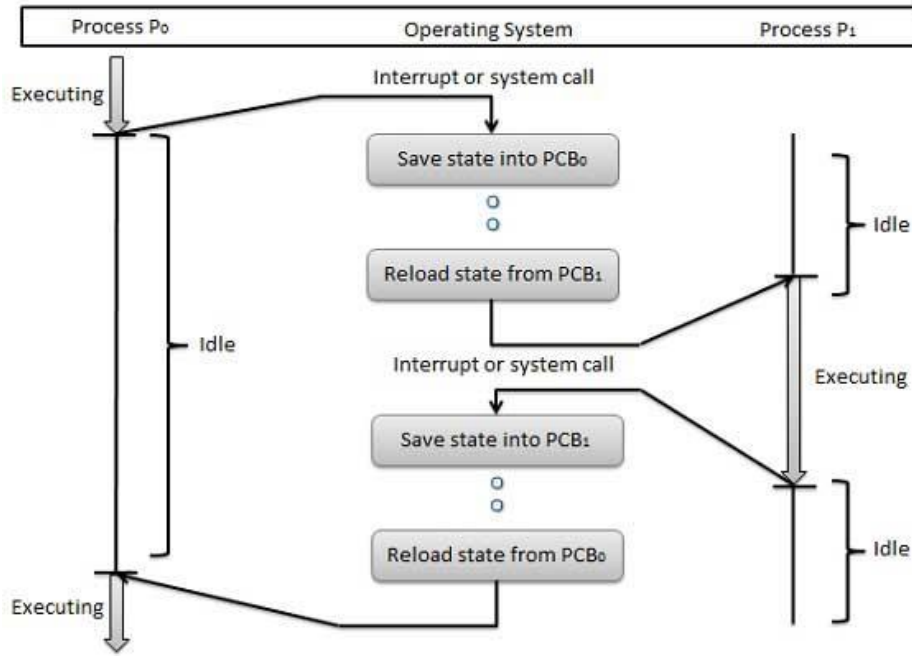 Process P₀
Operating System
Process P₁
Interrupt or system call
Executing
Save state into PCB₀
Idle
Reload state from PCB₁
Idle
Interrupt or system call
Executing
Save state into PCB₁
Reload state from PCB₀
Idle
Executing